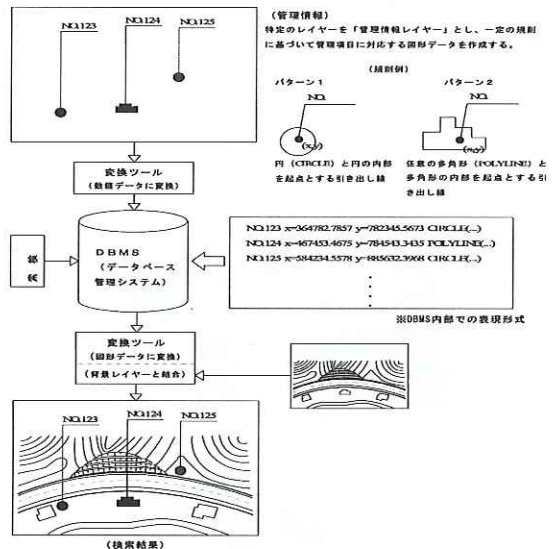 NO.123
NO.124
NO.125
(管理情報)
特定のレイヤーを「管理情報レイヤー」とし、一定の規則
に基づいて管理項目に対応する図形データを作成する。
(規則例)
パターン1
パターン2
NO.
NO.
(x,y)
(x,y)
円(CIRCLE)と円の内部
を起点とする引き出し線
任意の多角形(POLYLINE)と
多角形の内部を起点とする引
き出し線
変換ツール
(数値データに変換)
DBMS
(データベース
管理システム)
NO.123 x=364782.7857 y=782345.5673 CIRCLE(...)
NO.124 x=467453.4675 y=784543.3435 POLYLINE(...)
NO.125 x=584234.5578 y=885632.3968 CIRCLE(...)
※DBMS内部での表現形式
変換ツール
(図形データに変換)
(背景レイヤーと結合)
NO.123
NO.124
NO.125
(検索結果)